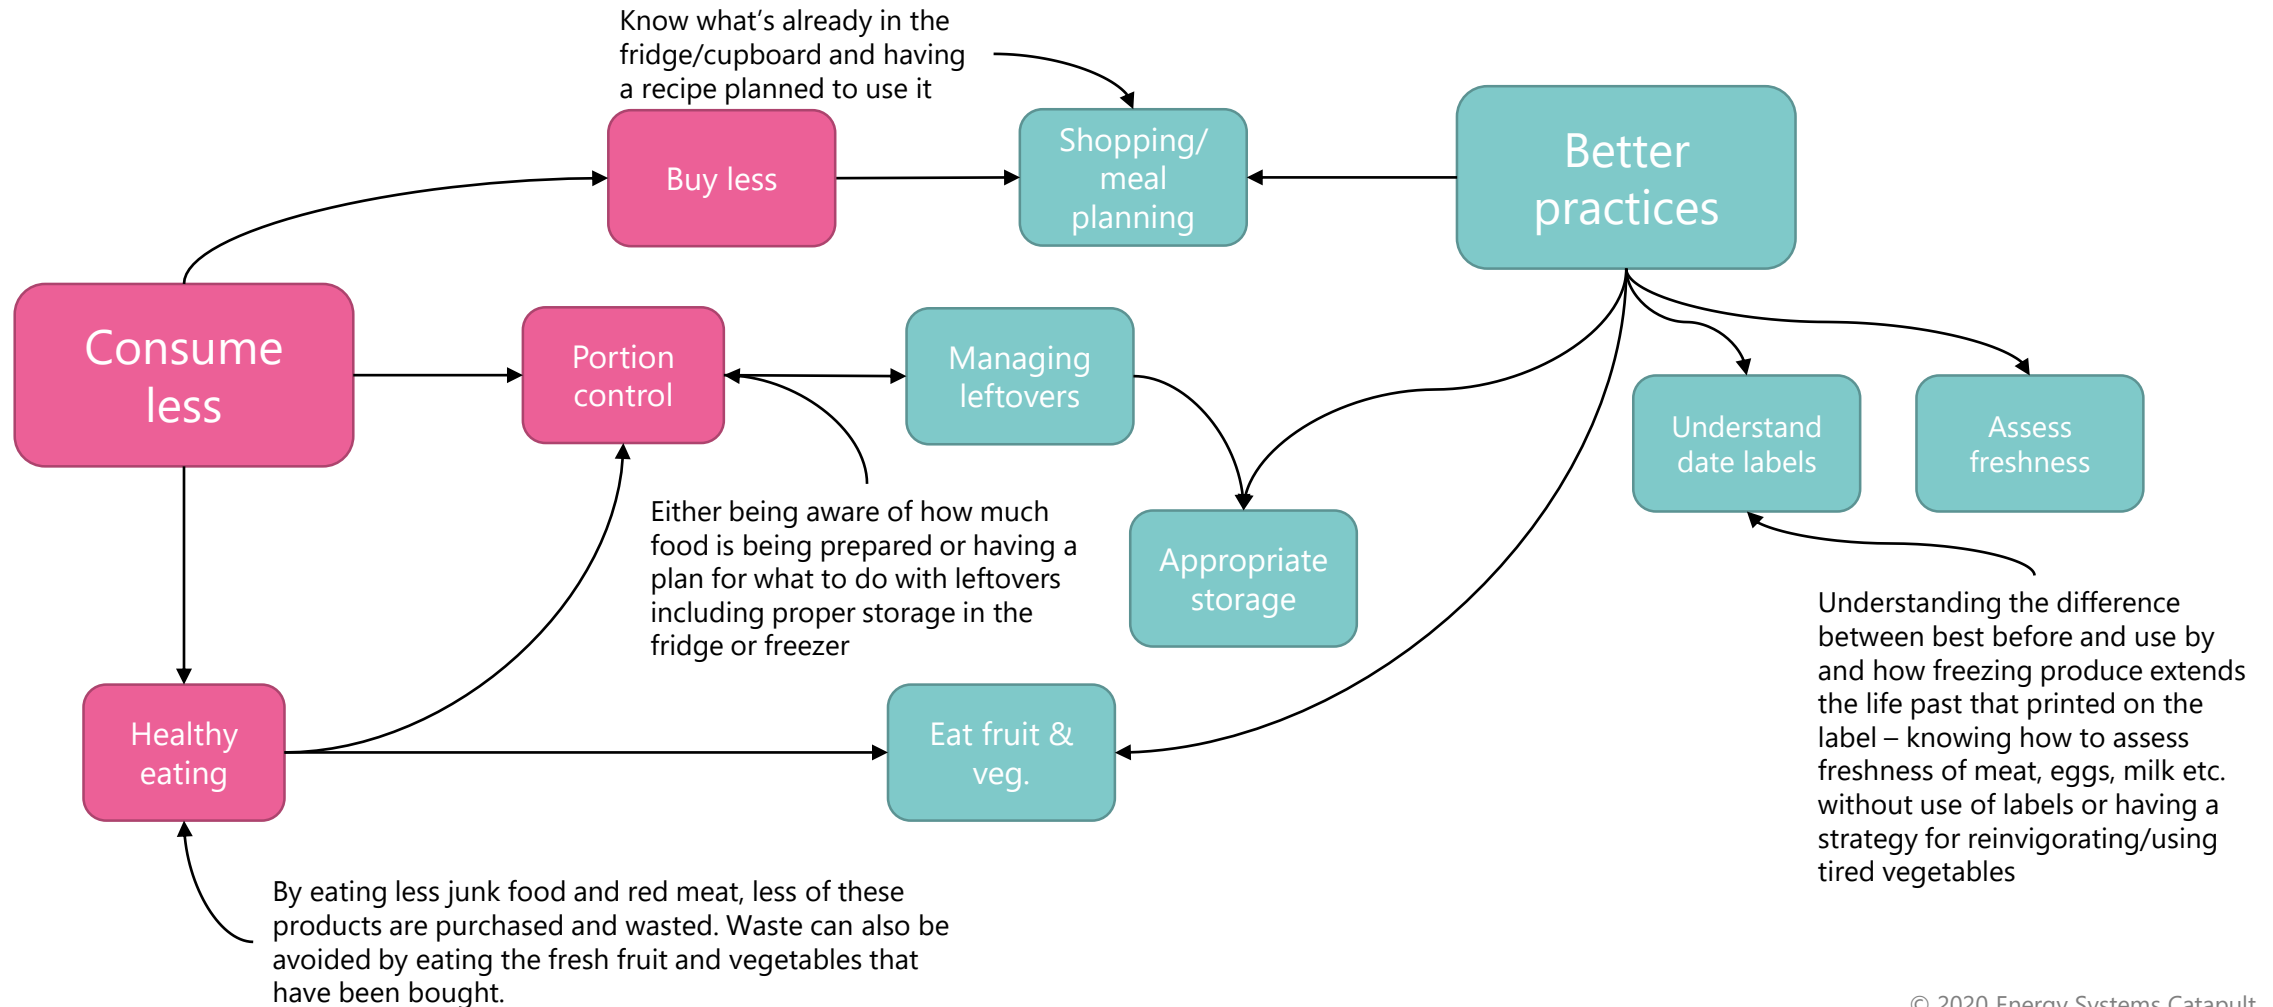 Know what’s already in the
fridge/cupboard and having
a recipe planned to use it
Buy less
Shopping/
meal
planning
Better
practices
Consume
less
Portion
control
Managing
leftovers
Understand
date labels
Assess
freshness
Either being aware of how much
food is being prepared or having a
plan for what to do with leftovers
including proper storage in the
fridge or freezer
Appropriate
storage
Understanding the difference
between best before and use by
and how freezing produce extends
the life past that printed on the
label – knowing how to assess
freshness of meat, eggs, milk etc.
without use of labels or having a
strategy for reinvigorating/using
tired vegetables
Healthy
eating
Eat fruit &
veg.
By eating less junk food and red meat, less of these
products are purchased and wasted. Waste can also be
avoided by eating the fresh fruit and vegetables that
have been bought.
© 2020 Energy Systems Catapult